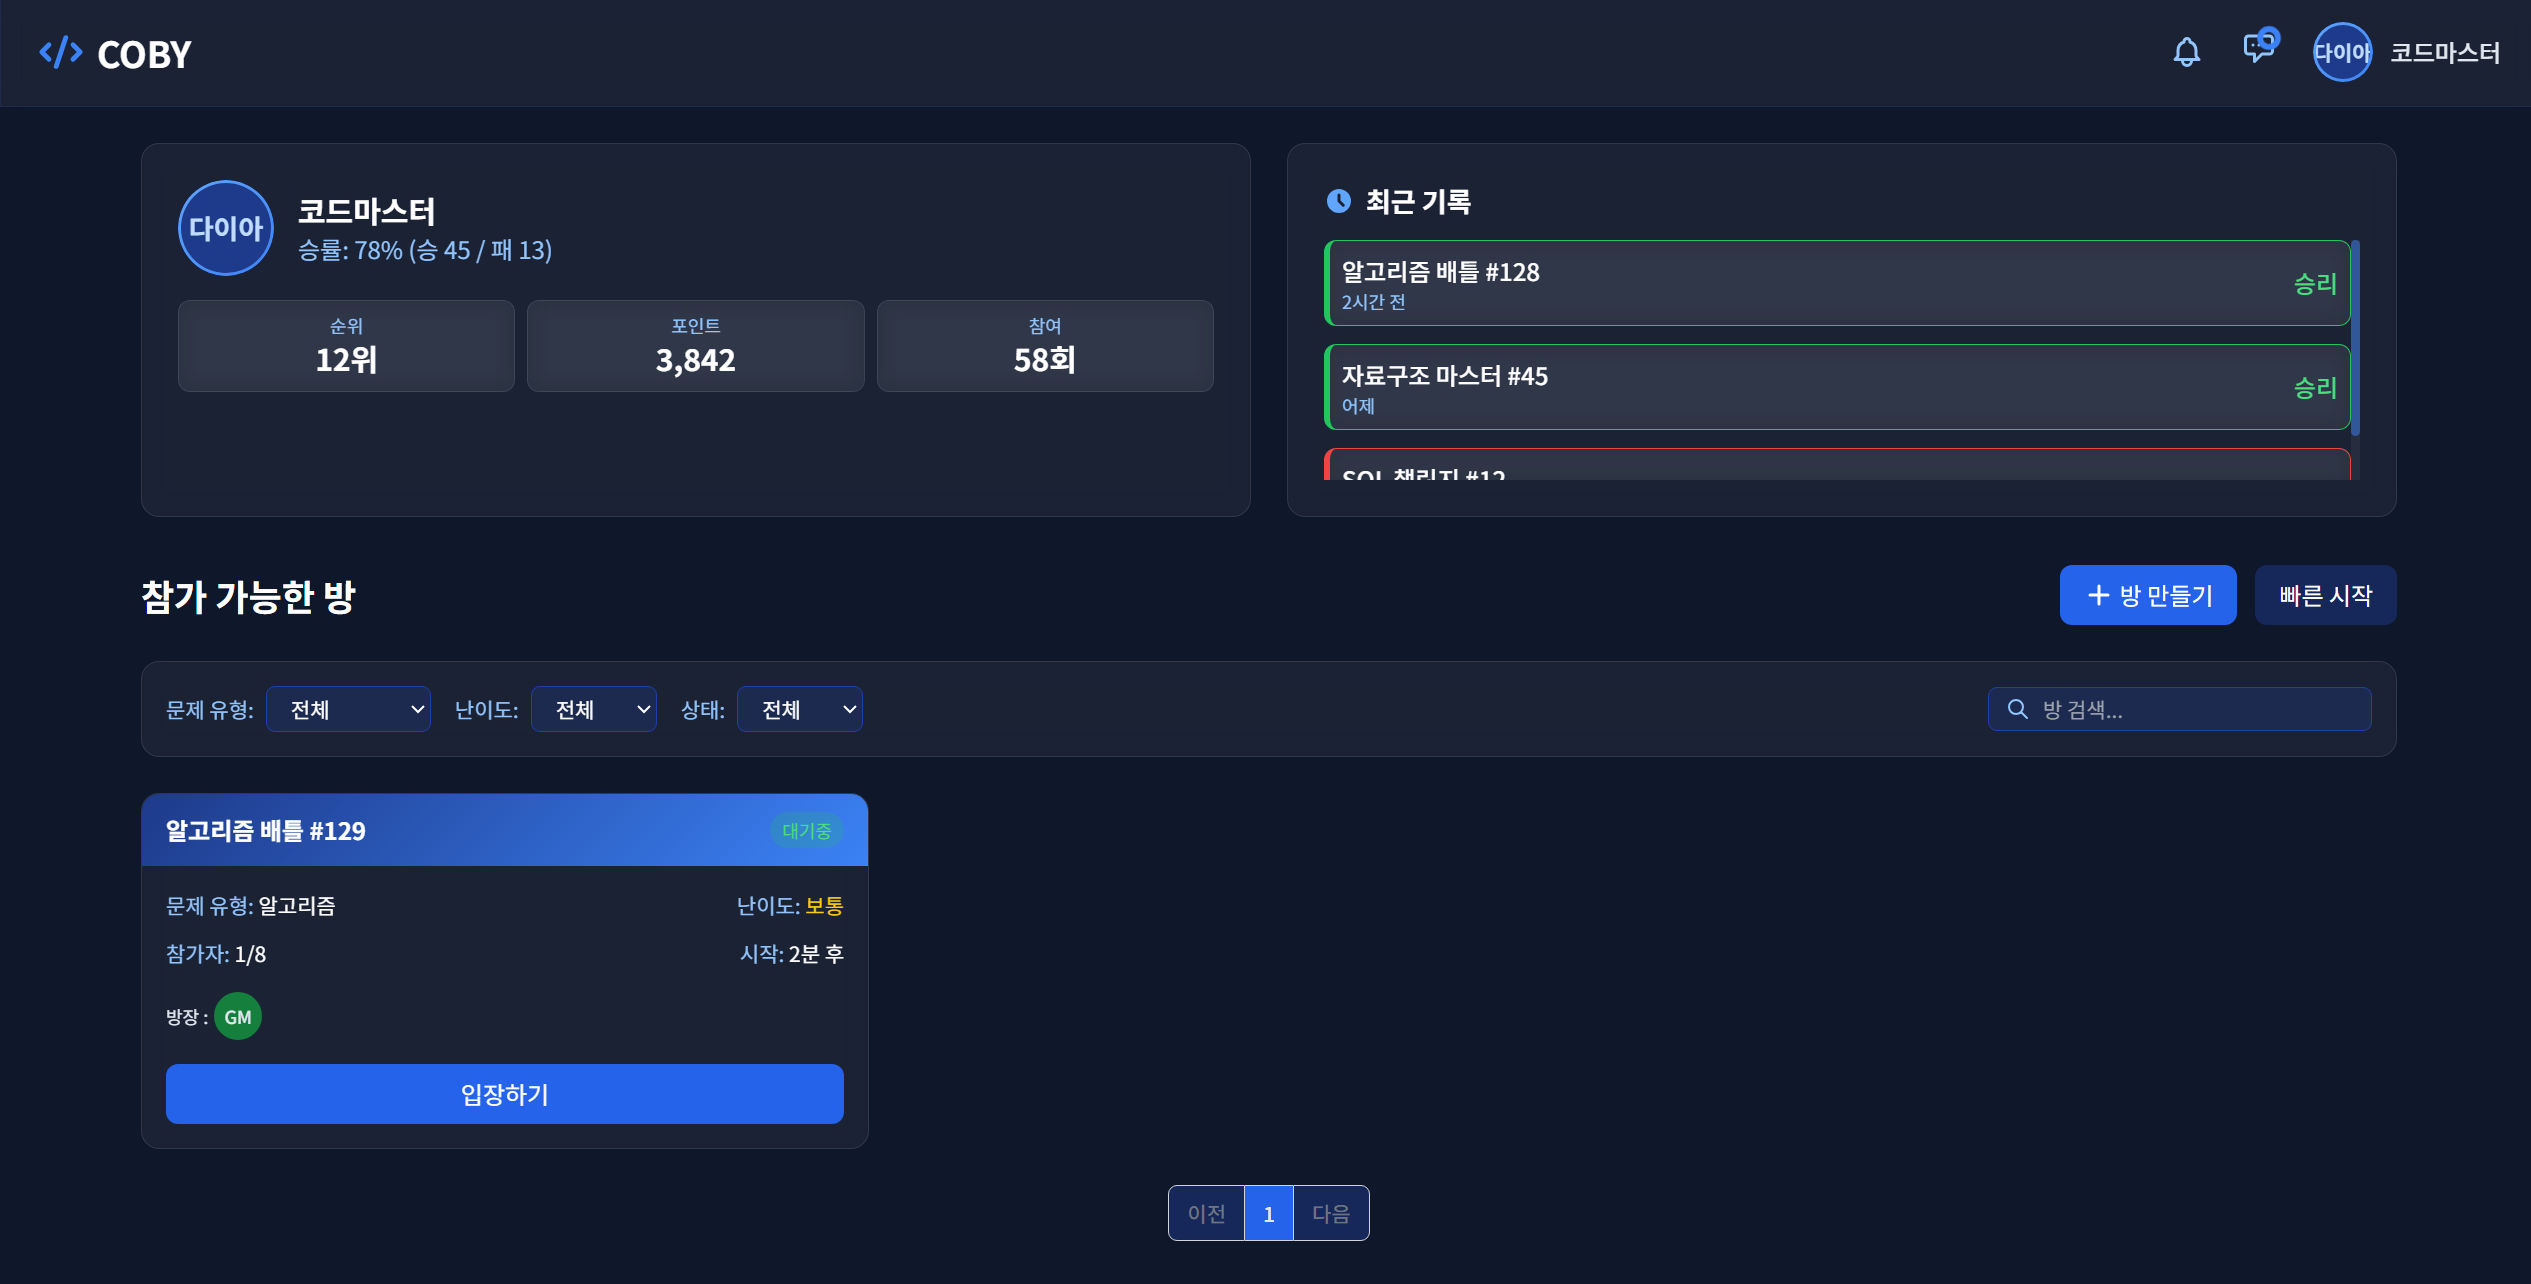 COBY
다이아 코드마스터
다이아
코드마스터
승률: 78% (승 45 / 패 13)
순위
12위
포인트
3,842
참여
58회
최근 기록
알고리즘 배틀 #128
2시간 전
승리
자료구조 마스터 #45
어제
승리
SQL 챌린지 #12
참가 가능한 방
방 만들기
빠른 시작
문제 유형: 전체 난이도: 전체 상태: 전체
방 검색...
알고리즘 배틀 #129
대기중
문제 유형: 알고리즘
난이도: 보통
참가자: 1/8
시작: 2분 후
방장 : GM
입장하기
이전 1 다음